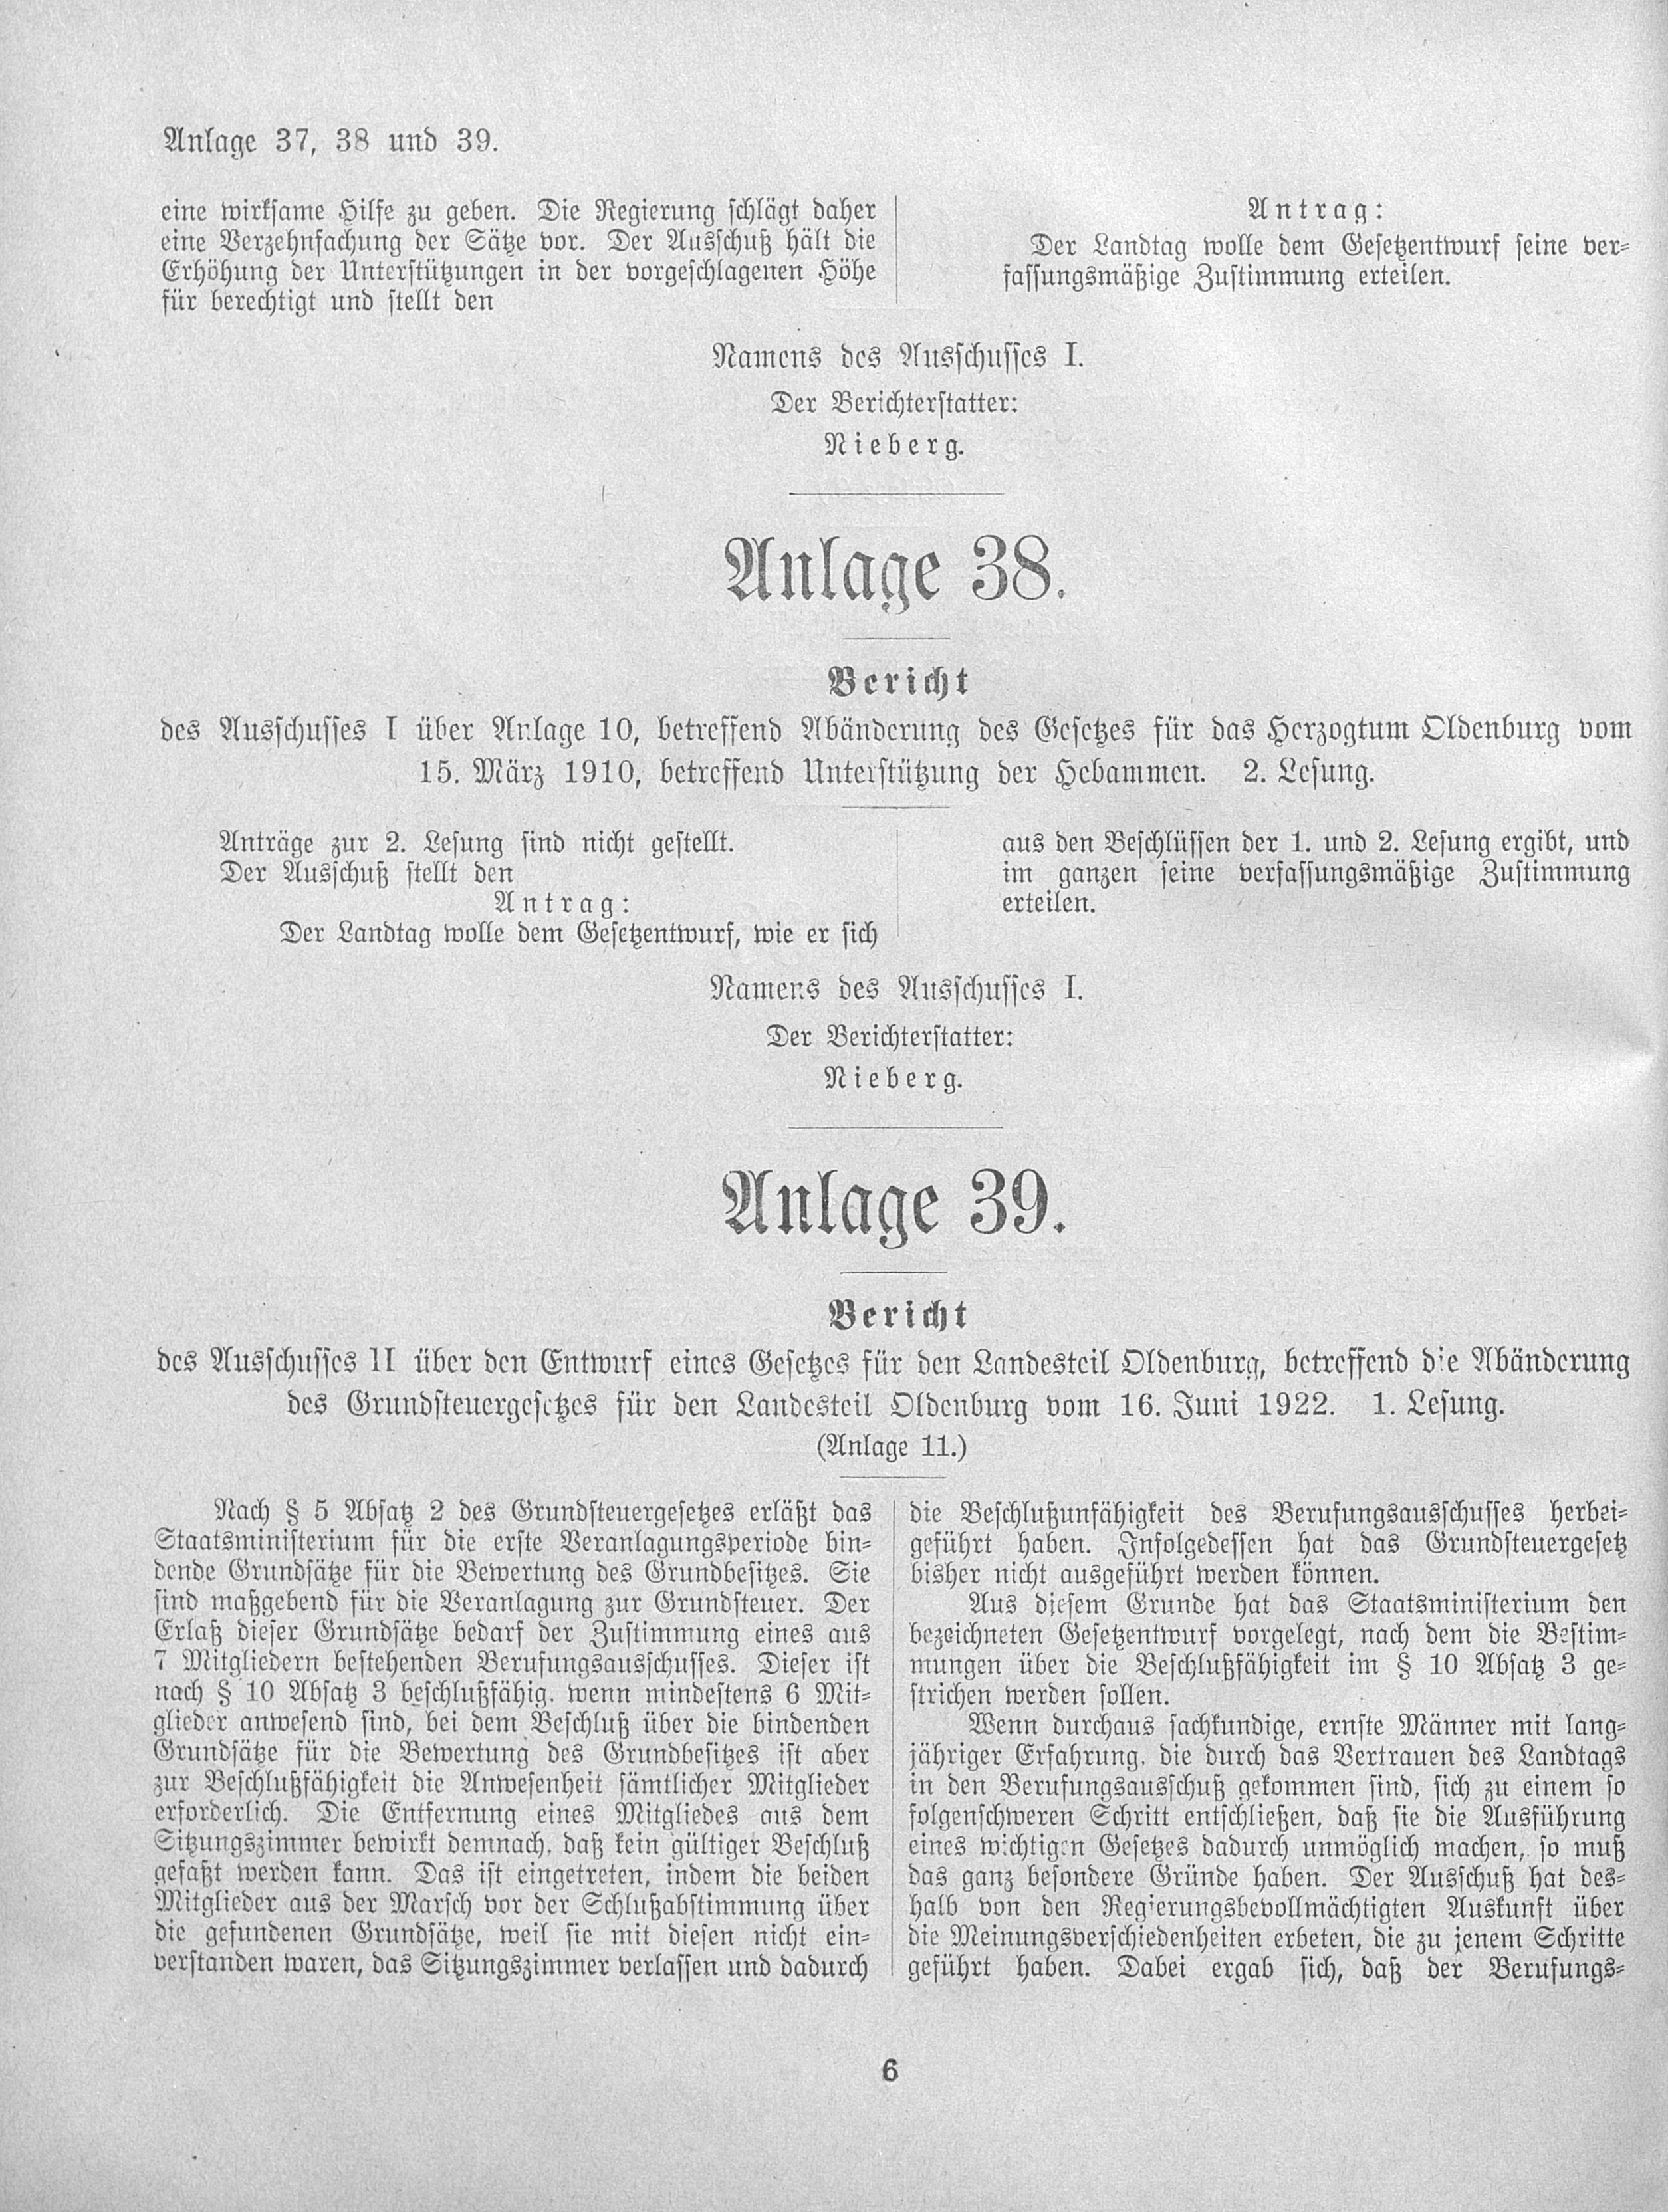 Anlage 37, 38 und 39.
eine wirksame Hilfe zu geben. Die Regierung schlägt daher
eine Verzehnfachung der Sätze vor. Der Ausschuß hält die
Erhöhung der Unterstützungen in der vorgeschlagenen Höhe
für berechtigt und stellt den
Antrag:
Der Landtag wolle dem Gesetzentwurf seine ver-
fassungsmäßige Zustimmung erteilen.
Namens des Ausschusses I.
Der Berichterstatter:
Nieberg.
Anlage 38.
Bericht
des Ausschusses I über Anlage 10, betreffend Abänderung des Gesetzes für das Herzogtum Oldenburg vom
15. März 1910, betreffend Unterstützung der Hebammen. 2. Lesung.
Anträge zur 2. Lesung sind nicht gestellt.
Der Ausschuß stellt den
Antrag:
Der Landtag wolle dem Gesetzentwurf, wie er sich
aus den Beschlüssen der 1. und 2. Lesung ergibt, und
im ganzen seine verfassungsmäßige Zustimmung
erteilen.
Namens des Ausschusses I.
Der Berichterstatter:
Nieberg.
Anlage 39.
Bericht
des Ausschusses II über den Entwurf eines Gesetzes für den Landesteil Oldenburg, betreffend die Abänderung
des Grundsteuergesetzes für den Landesteil Oldenburg vom 16. Juni 1922. 1. Lesung.
(Anlage 11.)
Nach § 5 Absatz 2 des Grundsteuergesetzes erläßt das
Staatsministerium für die erste Veranlagungsperiode bin-
dende Grundsätze für die Bewertung des Grundbesitzes. Sie
sind maßgebend für die Veranlagung zur Grundsteuer. Der
Erlaß dieser Grundsätze bedarf der Zustimmung eines aus
7 Mitgliedern bestehenden Berufungsausschusses. Dieser ist
nach § 10 Absatz 3 beschlußfähig, wenn mindestens 6 Mit-
glieder anwesend sind, bei dem Beschluß über die bindenden
Grundsätze für die Bewertung des Grundbesitzes ist aber
zur Beschlußfähigkeit die Anwesenheit sämtlicher Mitglieder
erforderlich. Die Entfernung eines Mitgliedes aus dem
Sitzungszimmer bewirkt demnach, daß kein gültiger Beschluß
gefaßt werden kann. Das ist eingetreten, indem die beiden
Mitglieder aus der Marsch vor der Schlußabstimmung über
die gefundenen Grundsätze, weil sie mit diesen nicht ein-
verstanden waren, das Sitzungszimmer verlassen und dadurch
die Beschlußunfähigkeit des Berufungsausschusses herbei-
geführt haben. Infolgedessen hat das Grundsteuergesetz
bisher nicht ausgeführt werden können.
Aus diesem Grunde hat das Staatsministerium den
bezeichneten Gesetzentwurf vorgelegt, nach dem die Bestim-
mungen über die Beschlußfähigkeit im § 10 Absatz 3 ge-
strichen werden sollen.
Wenn durchaus sachkundige, ernste Männer mit lang-
jähriger Erfahrung, die durch das Vertrauen des Landtags
in den Berufungsausschuß gekommen sind, sich zu einem so
folgenschweren Schritt entschließen, daß sie die Ausführung
eines wichtigen Gesetzes dadurch unmöglich machen, so muß
das ganz besondere Gründe haben. Der Ausschuß hat des-
halb von den Regierungsbevollmächtigten Auskunft über
die Meinungsverschiedenheiten erbeten, die zu jenem Schritte
geführt haben. Dabei ergab sich, daß der Berufungs-
6